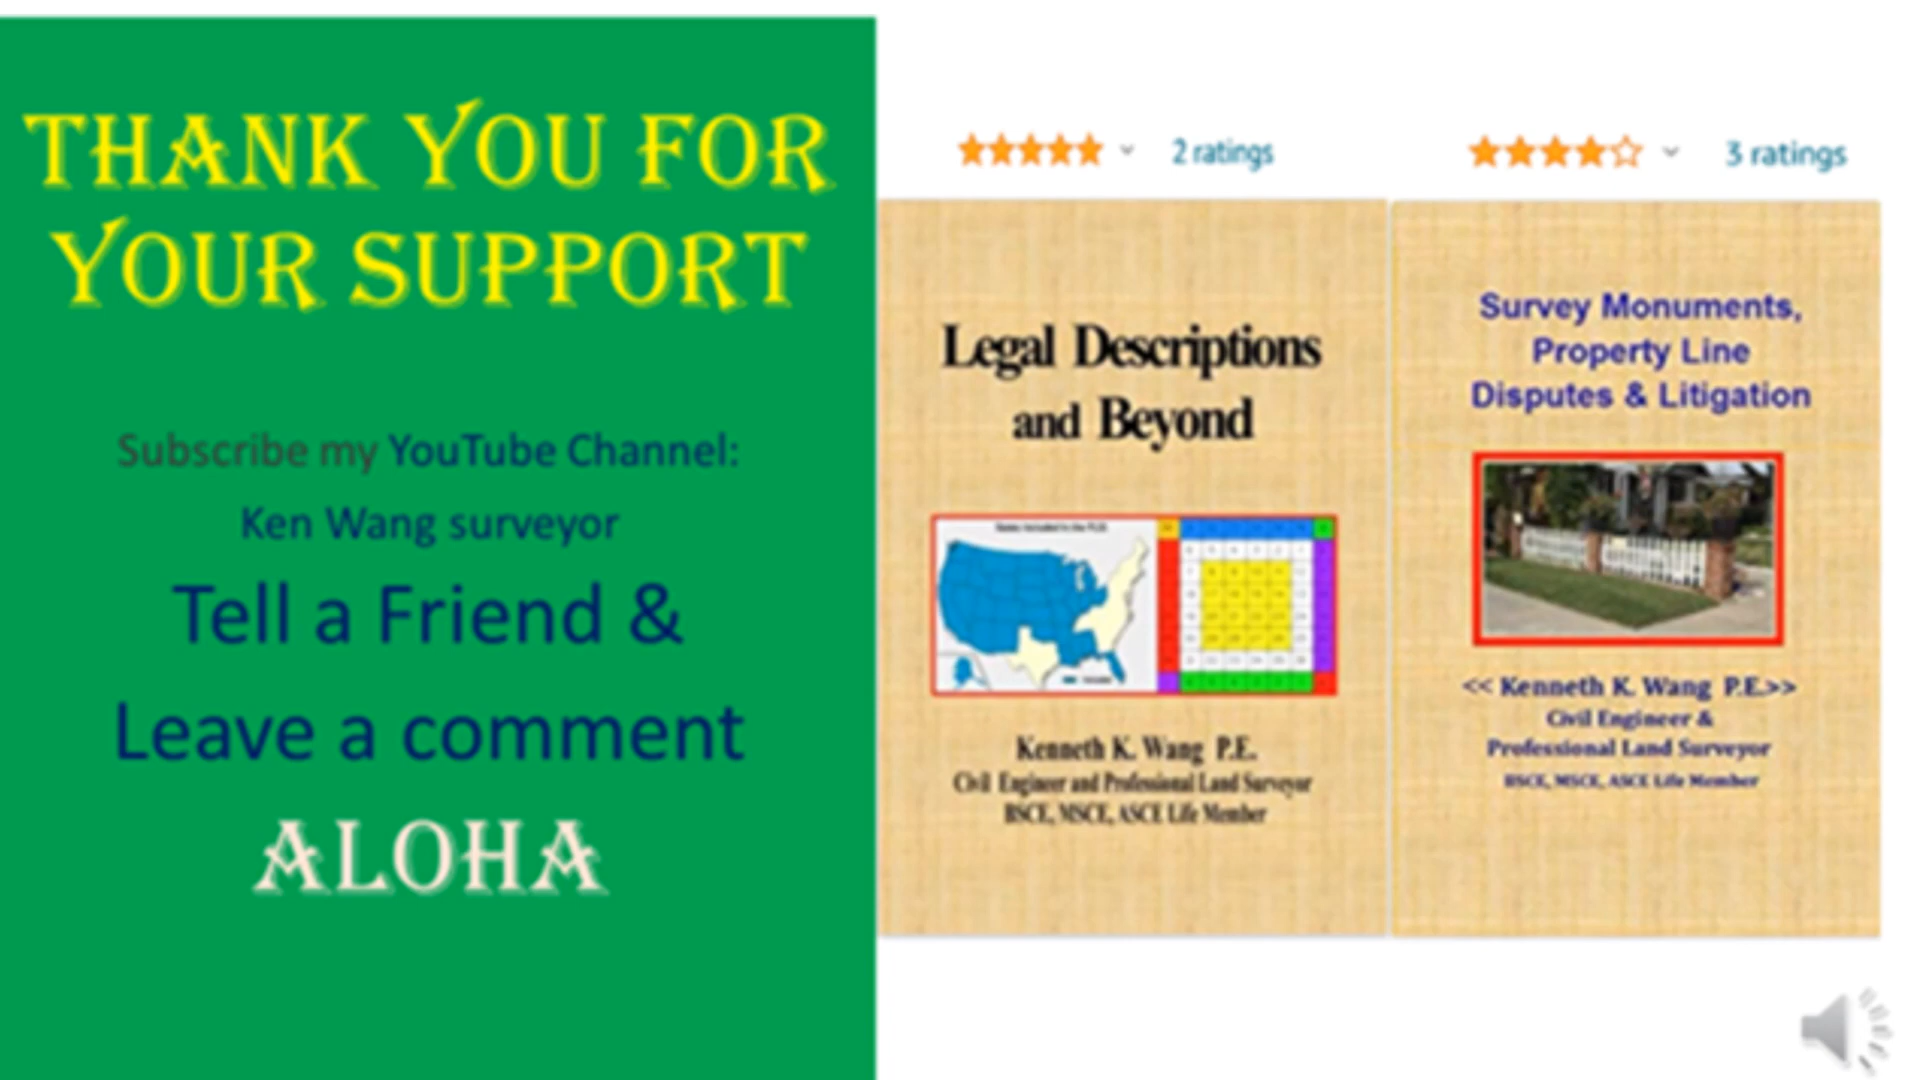 THANK YOU FOR
YOUR SUPPORT
Subscribe my YouTube Channel:
Ken Wang surveyor
Tell a Friend &
Leave a comment
ALOHA
2 ratings
Legal Descriptions
and Beyond
Kenneth K. Wang P.E.
Civil Engineer and Professional Land Surveyor
BSCE, MSCE, ASCE Life Member
3 ratings
Survey Monuments,
Property Line
Disputes & Litigation
<< Kenneth K. Wang P.E.>>
Civil Engineer &
Professional Land Surveyor
BSCE, MSCE, ASCE Life Member